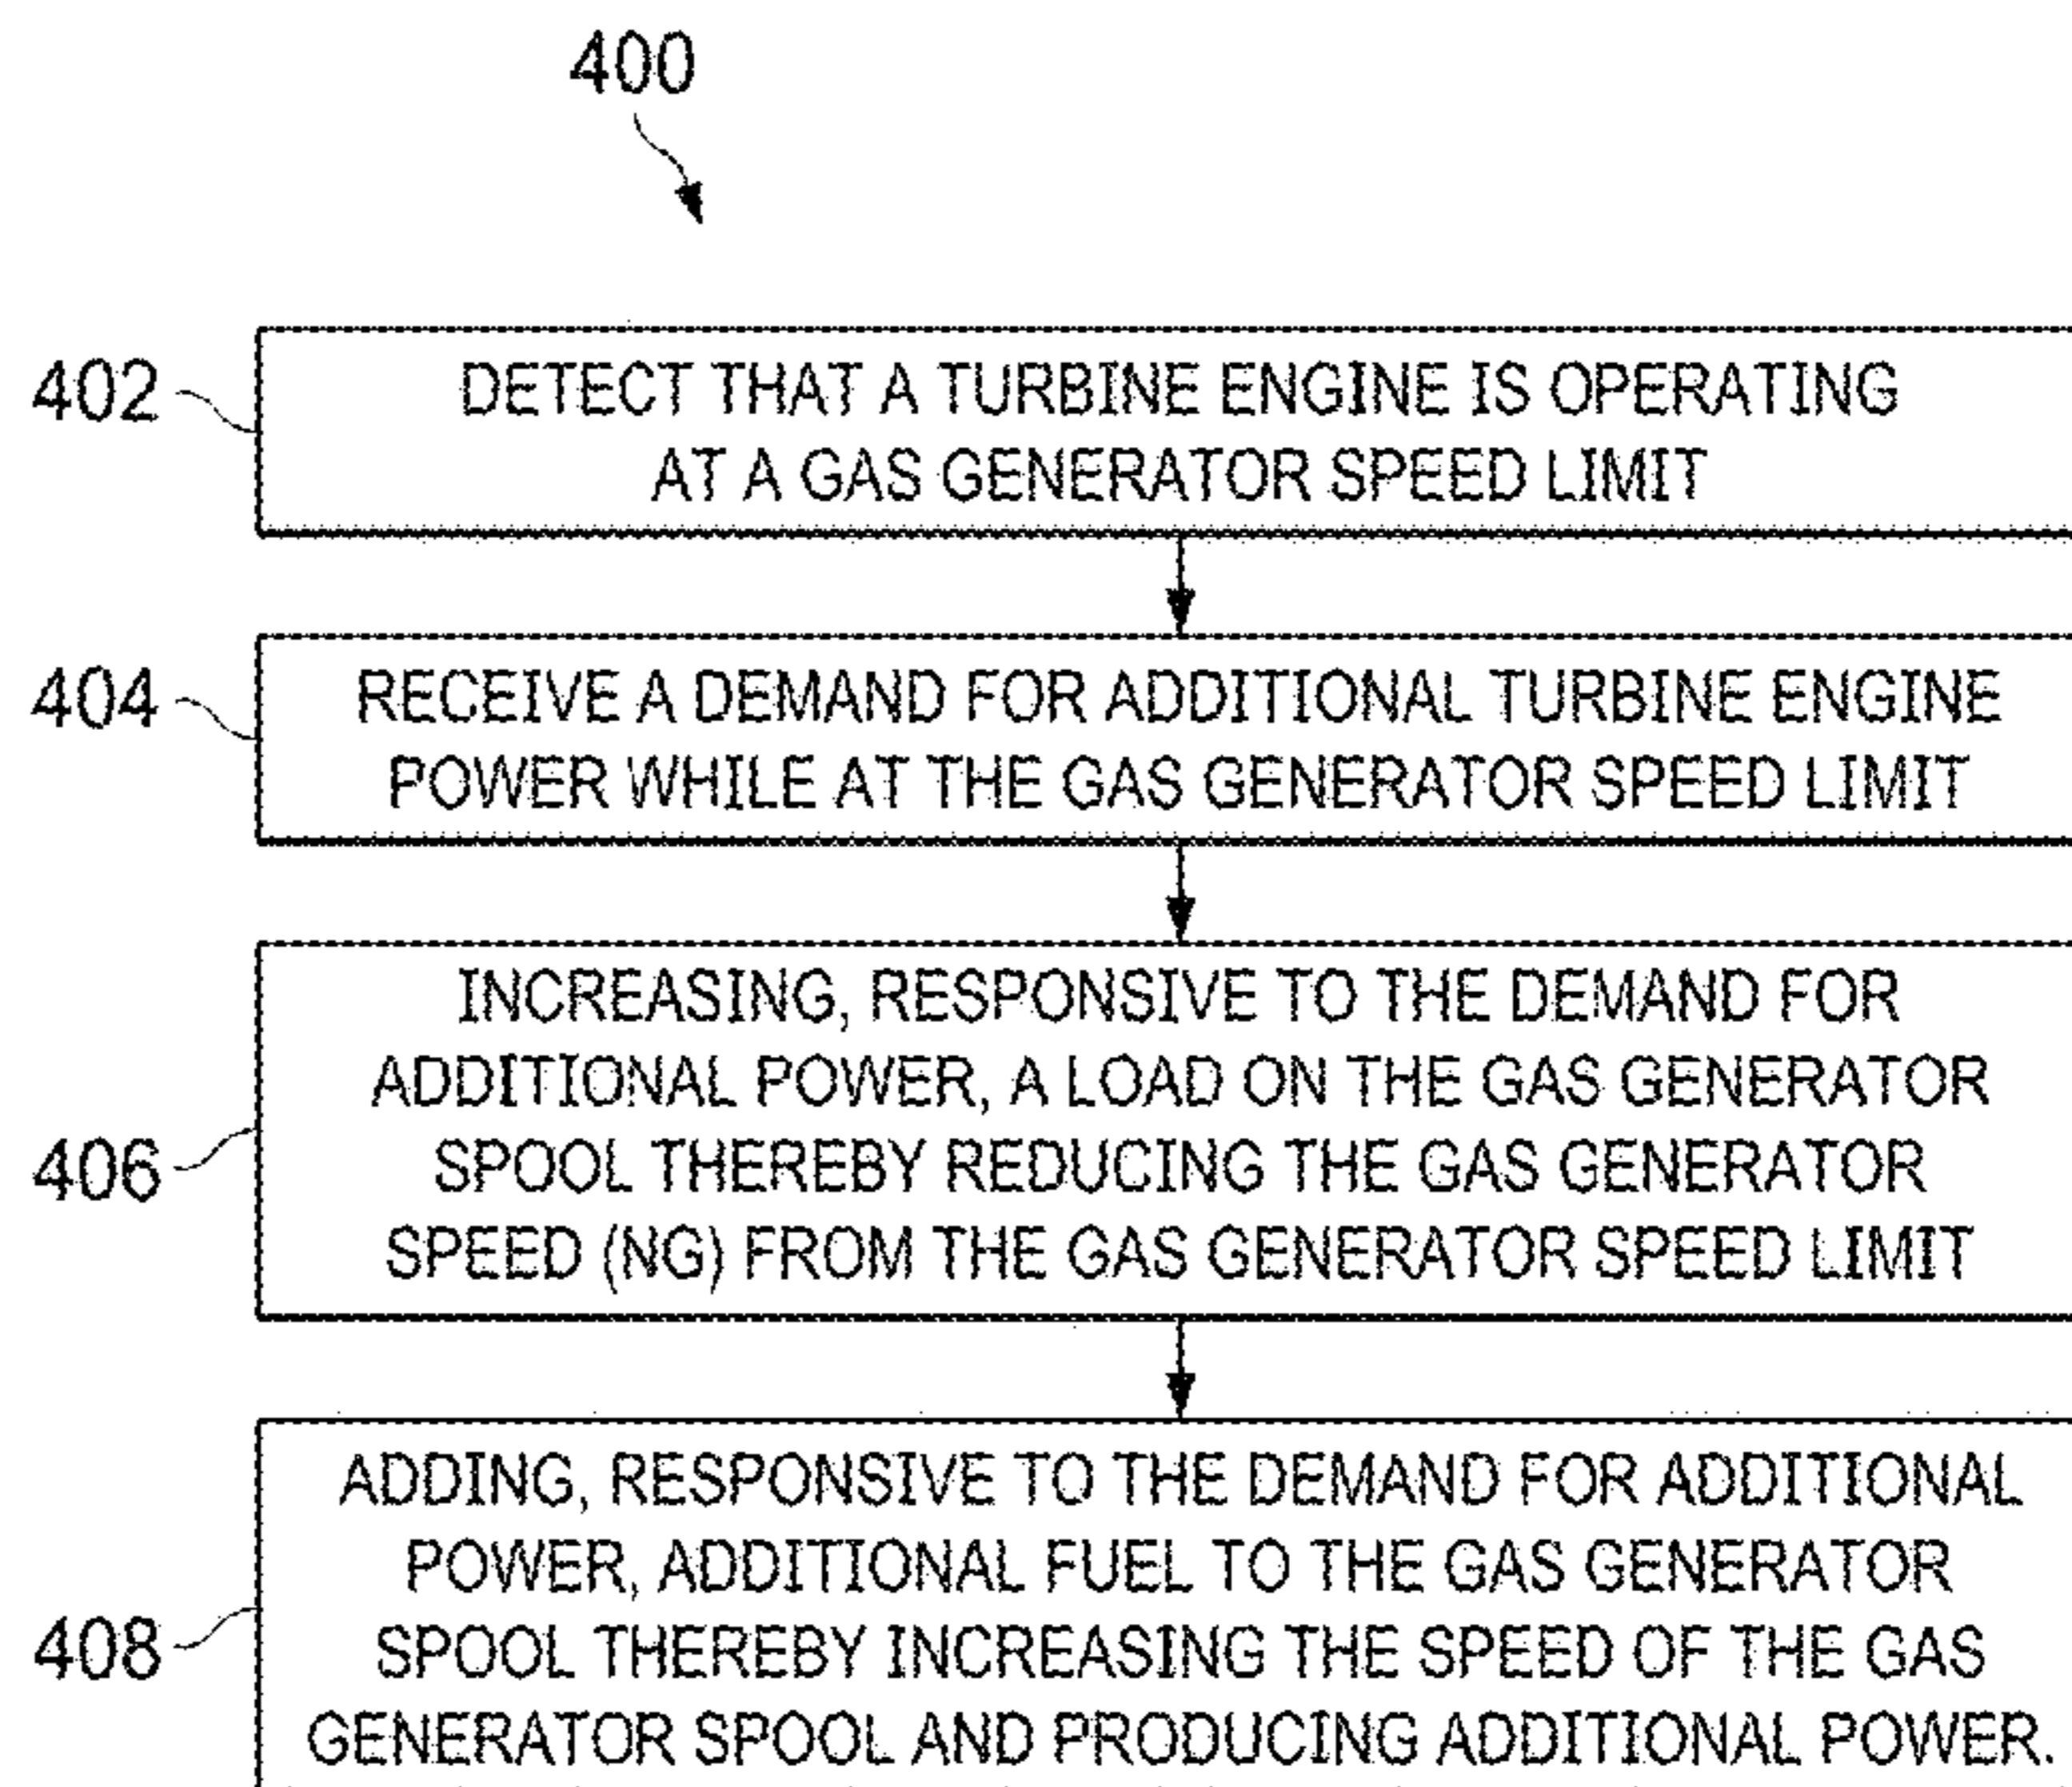 400
402
DETECT THAT A TURBINE ENGINE IS OPERATING
AT A GAS GENERATOR SPEED LIMIT
404
RECEIVE A DEMAND FOR ADDITIONAL TURBINE ENGINE
POWER WHILE AT THE GAS GENERATOR SPEED LIMIT
406
INCREASING, RESPONSIVE TO THE DEMAND FOR
ADDITIONAL POWER, A LOAD ON THE GAS GENERATOR
SPOOL THEREBY REDUCING THE GAS GENERATOR
SPEED (NG) FROM THE GAS GENERATOR SPEED LIMIT
408
ADDING, RESPONSIVE TO THE DEMAND FOR ADDITIONAL
POWER, ADDITIONAL FUEL TO THE GAS GENERATOR
SPOOL THEREBY INCREASING THE SPEED OF THE GAS
GENERATOR SPOOL AND PRODUCING ADDITIONAL POWER.